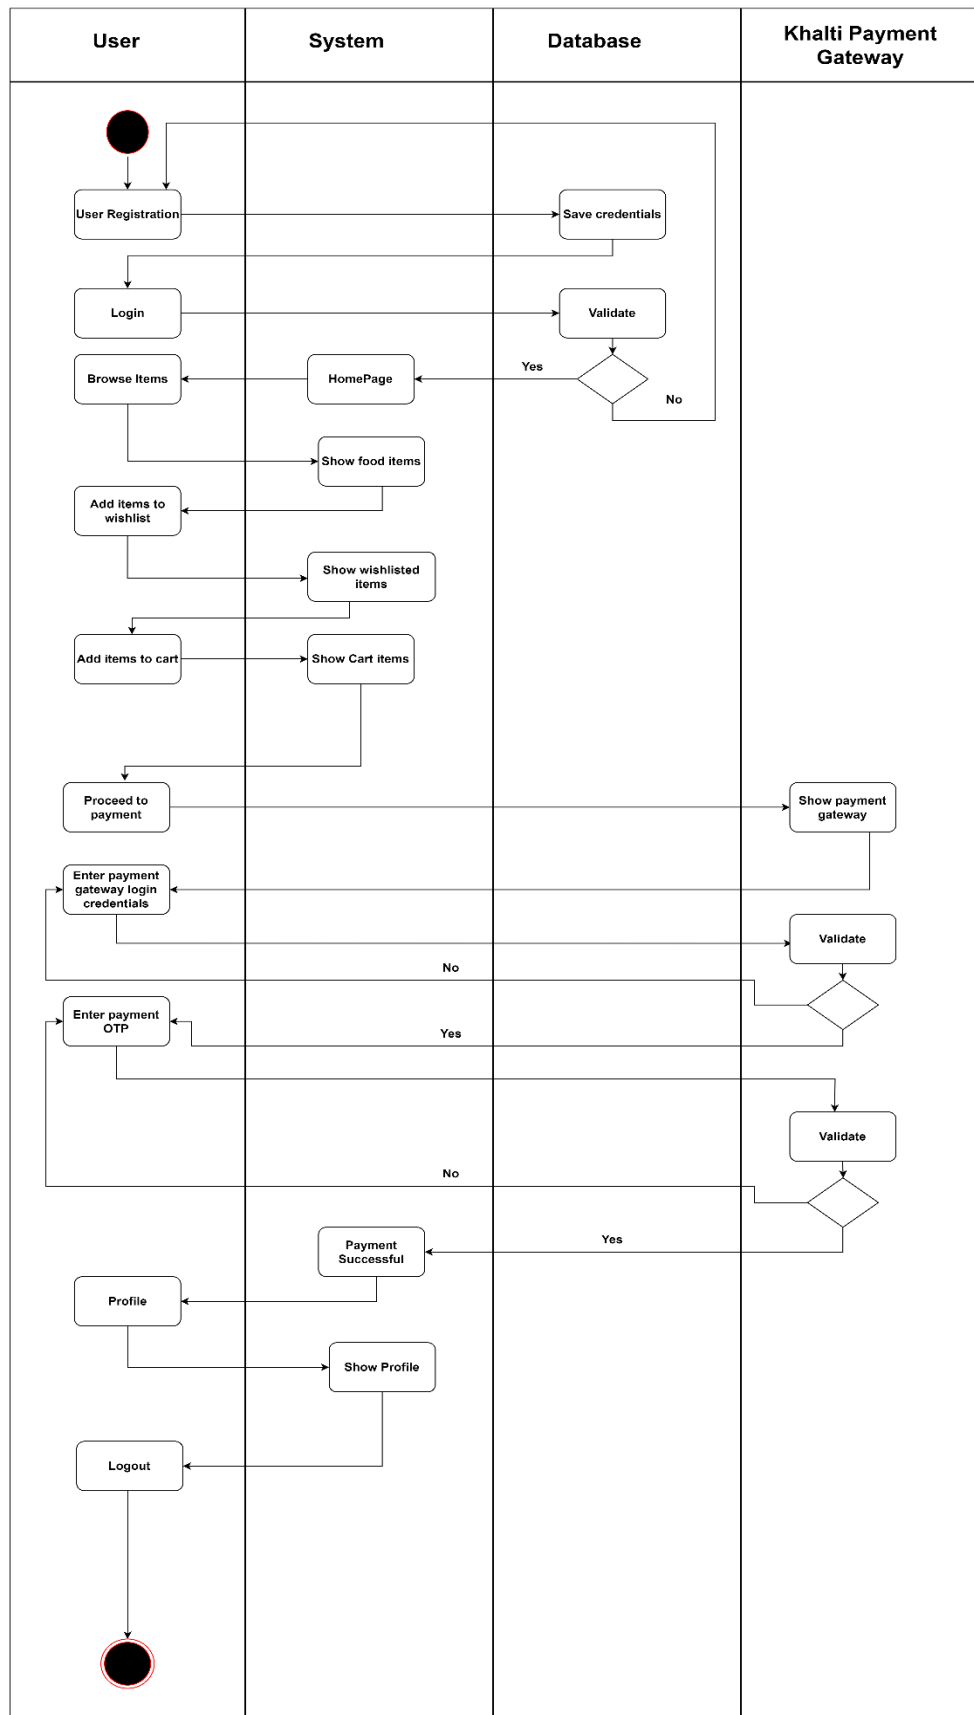 User
System
Database
Khalti Payment
Gateway
User Registration
Save credentials
Login
Validate
Browse Items
HomePage
Yes
No
Show food items
Add items to
wishlist
Show wishlisted
items
Add items to cart
Show Cart items
Proceed to
payment
Show payment
gateway
Enter payment
gateway login
credentials
Validate
No
Enter payment
OTP
Yes
Validate
No
Payment
Successful
Yes
Profile
Show Profile
Logout